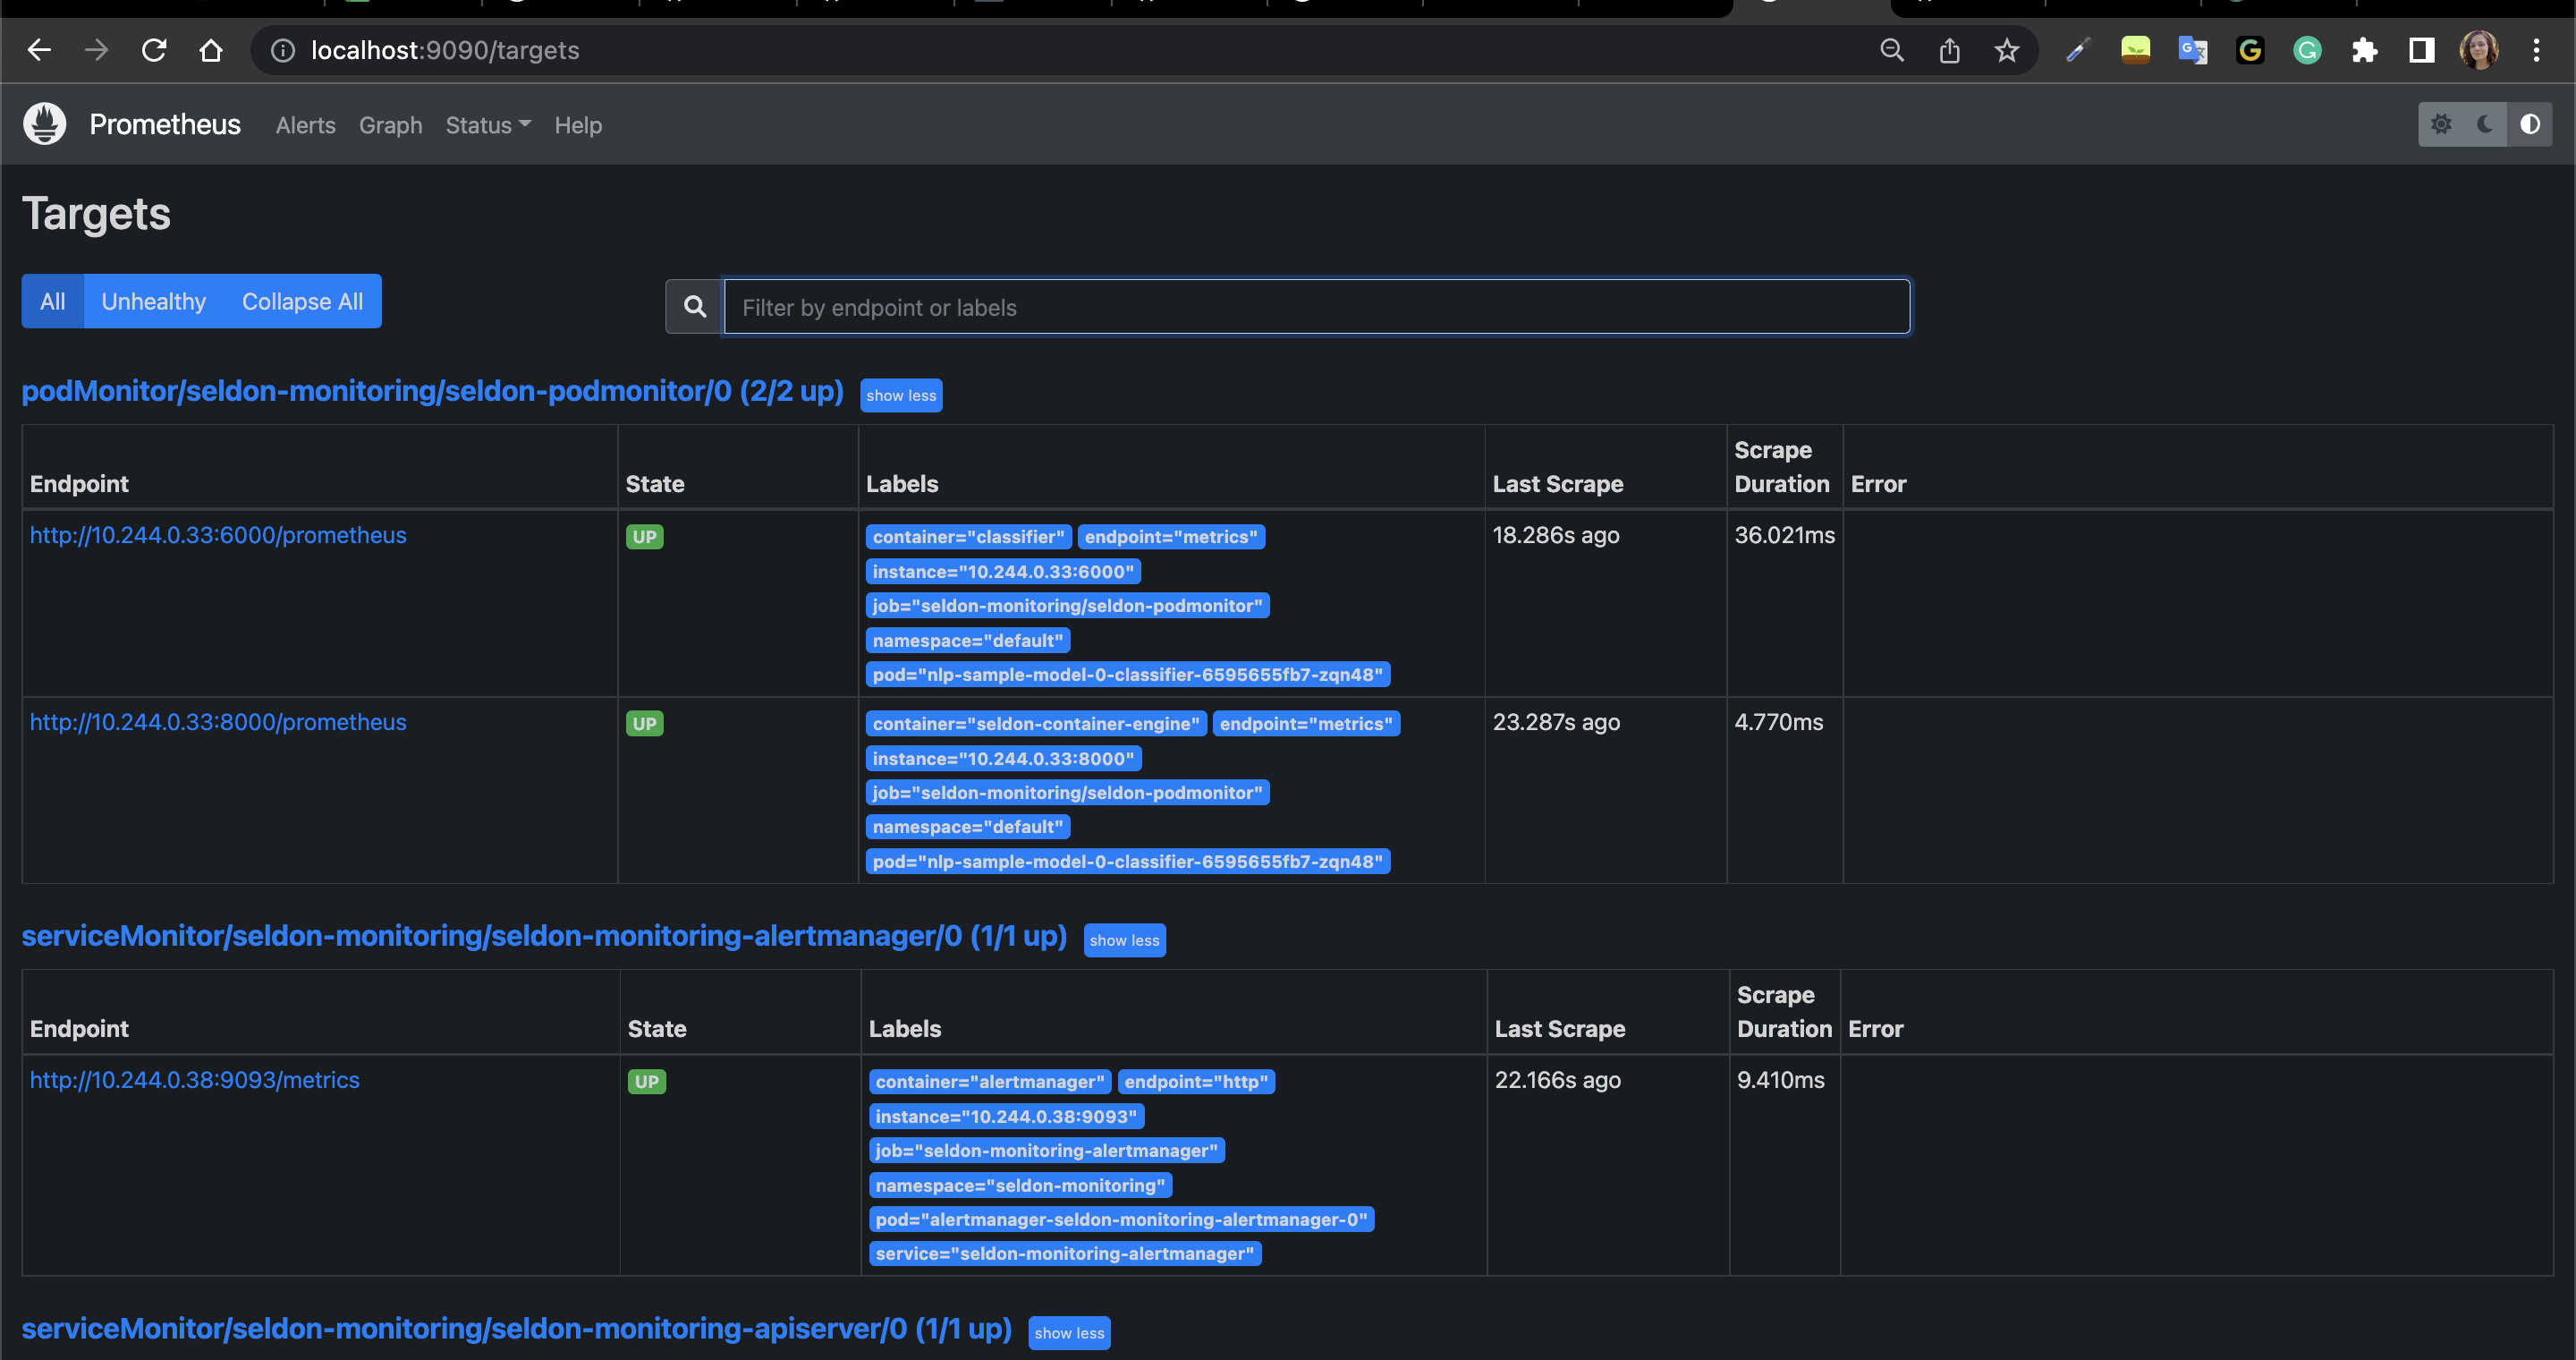 localhost:9090/targets
Prometheus Alerts Graph Status Help
Targets
All Unhealthy Collapse All
Filter by endpoint or labels
podMonitor/seldon-monitoring/seldon-podmonitor/0 (2/2 up) show less
Endpoint State Labels Last Scrape Scrape Duration Error
http://10.244.0.33:6000/prometheus UP container="classifier" endpoint="metrics" 18.286s ago 36.021ms
instance="10.244.0.33:6000"
job="seldon-monitoring/seldon-podmonitor"
namespace="default"
pod="nlp-sample-model-0-classifier-6595655fb7-zqn48"
http://10.244.0.33:8000/prometheus UP container="seldon-container-engine" endpoint="metrics" 23.287s ago 4.770ms
instance="10.244.0.33:8000"
job="seldon-monitoring/seldon-podmonitor"
namespace="default"
pod="nlp-sample-model-0-classifier-6595655fb7-zqn48"
serviceMonitor/seldon-monitoring/seldon-monitoring-alertmanager/0 (1/1 up) show less
Endpoint State Labels Last Scrape Scrape Duration Error
http://10.244.0.38:9093/metrics UP container="alertmanager" endpoint="http" 22.166s ago 9.410ms
instance="10.244.0.38:9093"
job="seldon-monitoring-alertmanager"
namespace="seldon-monitoring"
pod="alertmanager-seldon-monitoring-alertmanager-0"
service="seldon-monitoring-alertmanager"
serviceMonitor/seldon-monitoring/seldon-monitoring-apiserver/0 (1/1 up) show less